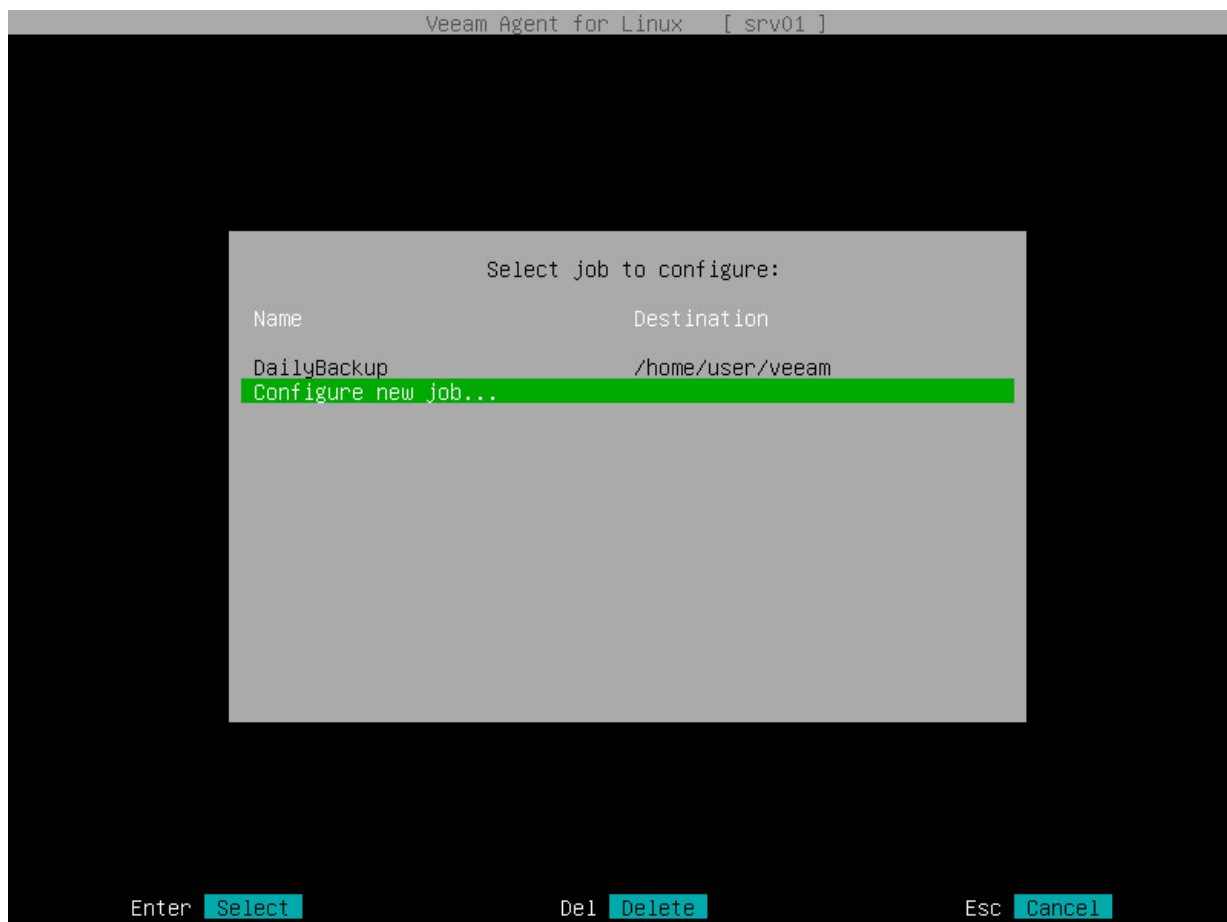 Veeam Agent for Linux [ srv01 ]
Select job to configure:
Name Destination
DailyBackup /home/user/veeam
Configure new job...
Enter Select Del Delete Esc Cancel